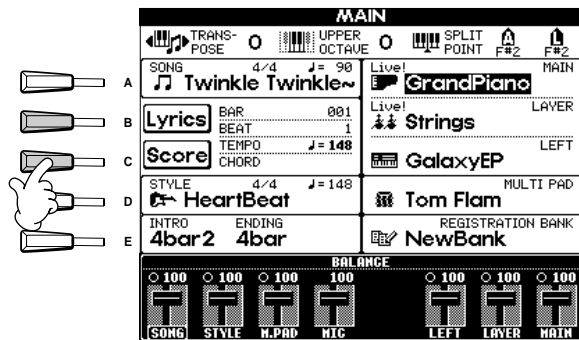 MAIN
TRANS-POSE 0 UPPER OCTAVE 0 SPLIT POINT A F#2 L F#2
A SONG 4/4 ♩= 90 Live! MAIN
Twinkle Twinkle~ GrandPiano
B Lyrics BAR 001 Live! LAYER
BEAT 1 Strings
C Score TEMPO ♩= 148 LEFT
CHORD GalaxyEP
D STYLE 4/4 ♩= 148 MULTI PAD
HeartBeat Tom Flam
E INTRO ENDING REGISTRATION BANK
4bar2 4bar NewBank
BALANCE
100 100 100 100 100 100 100
SONG STYLE M.PAD MIC LEFT LAYER MAIN